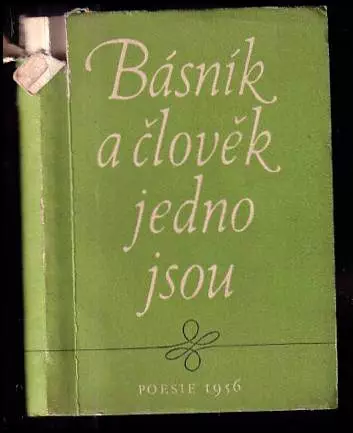 Básník
a člověk
jedno
jsou
POESIE 1956